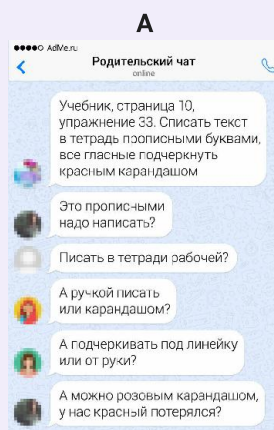 А
AdMe.ru
Родительский чат
online
Учебник, страница 10,
упражнение 33. Списать текст
в тетрадь прописными буквами,
все гласные подчеркнуть
красным карандашом
Это прописными
надо написать?
Писать в тетради рабочей?
А ручкой писать
или карандашом?
А подчеркивать под линейку
или от руки?
А можно розовым карандашом,
у нас красный потерялся?